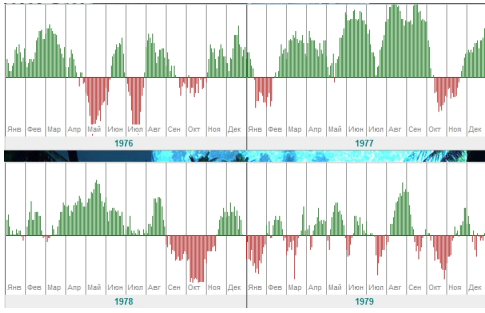 Янв Фев Мар Апр Май Июн Июл Авг Сен Окт Ноя Дек Янв Фев Мар Апр Май Июн Июл Авг Сен Окт Ноя Дек
1976 1977
Янв Фев Мар Апр Май Июн Июл Авг Сен Окт Ноя Дек Янв Фев Мар Апр Май Июн Июл Авг Сен Окт Ноя Дек
1978 1979